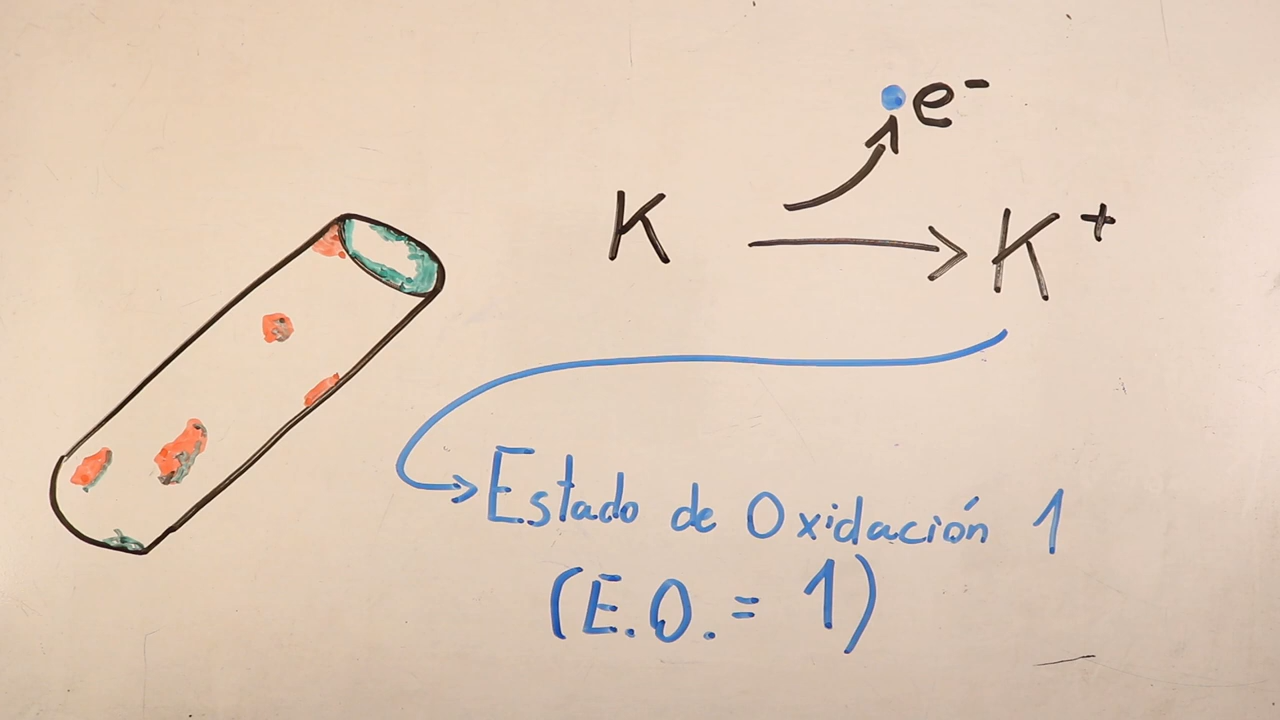 e⁻
K → K⁺
Estado de Oxidación 1
(E.O. = 1)